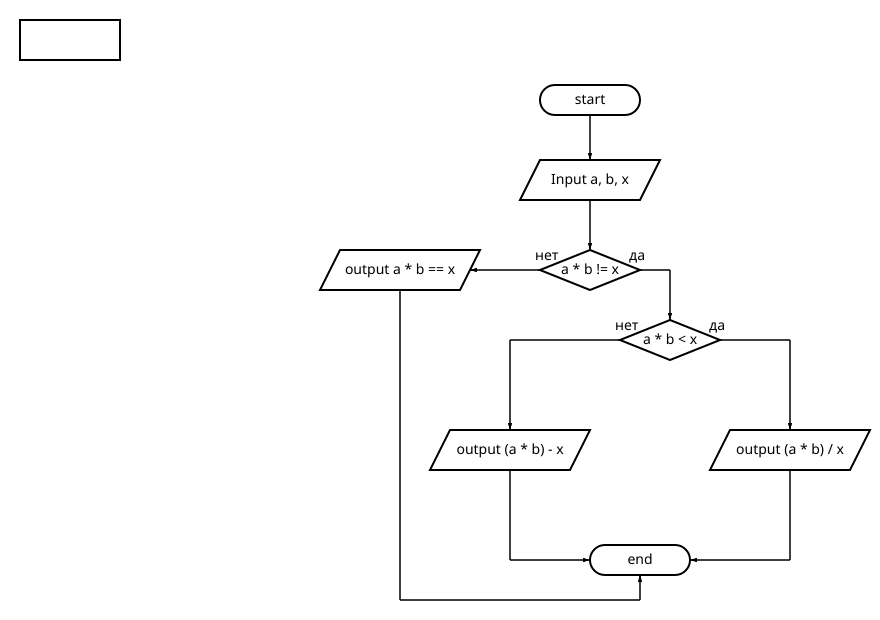 start
Input a, b, x
нет
да
a * b != x
output a * b == x
нет
да
a * b < x
output (a * b) - x
output (a * b) / x
end